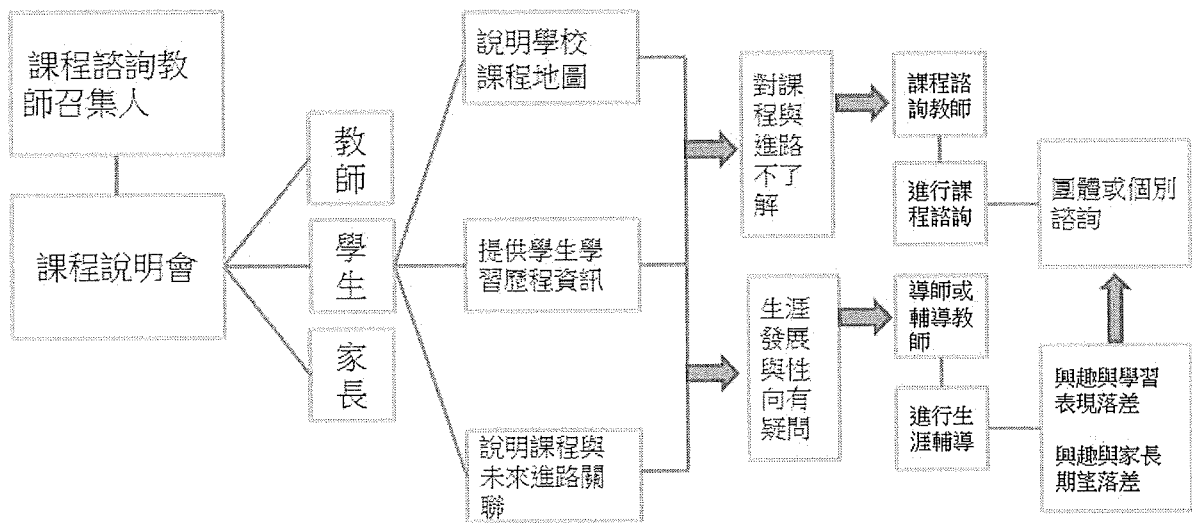 課程諮詢教
師召集人
課程說明會
教
師
學
生
家
長
說明學校
課程地圖
提供學生學
習歷程資訊
說明課程與
未來進路關
聯
對課
程與
進路
不了
解
生涯
發展
與性
向有
疑問
課程諮
詢教師
進行課
程諮詢
團體或個別
諮詢
導師或
輔導教
師
進行生
涯輔導
興趣與學習
表現落差
興趣與家長
期望落差